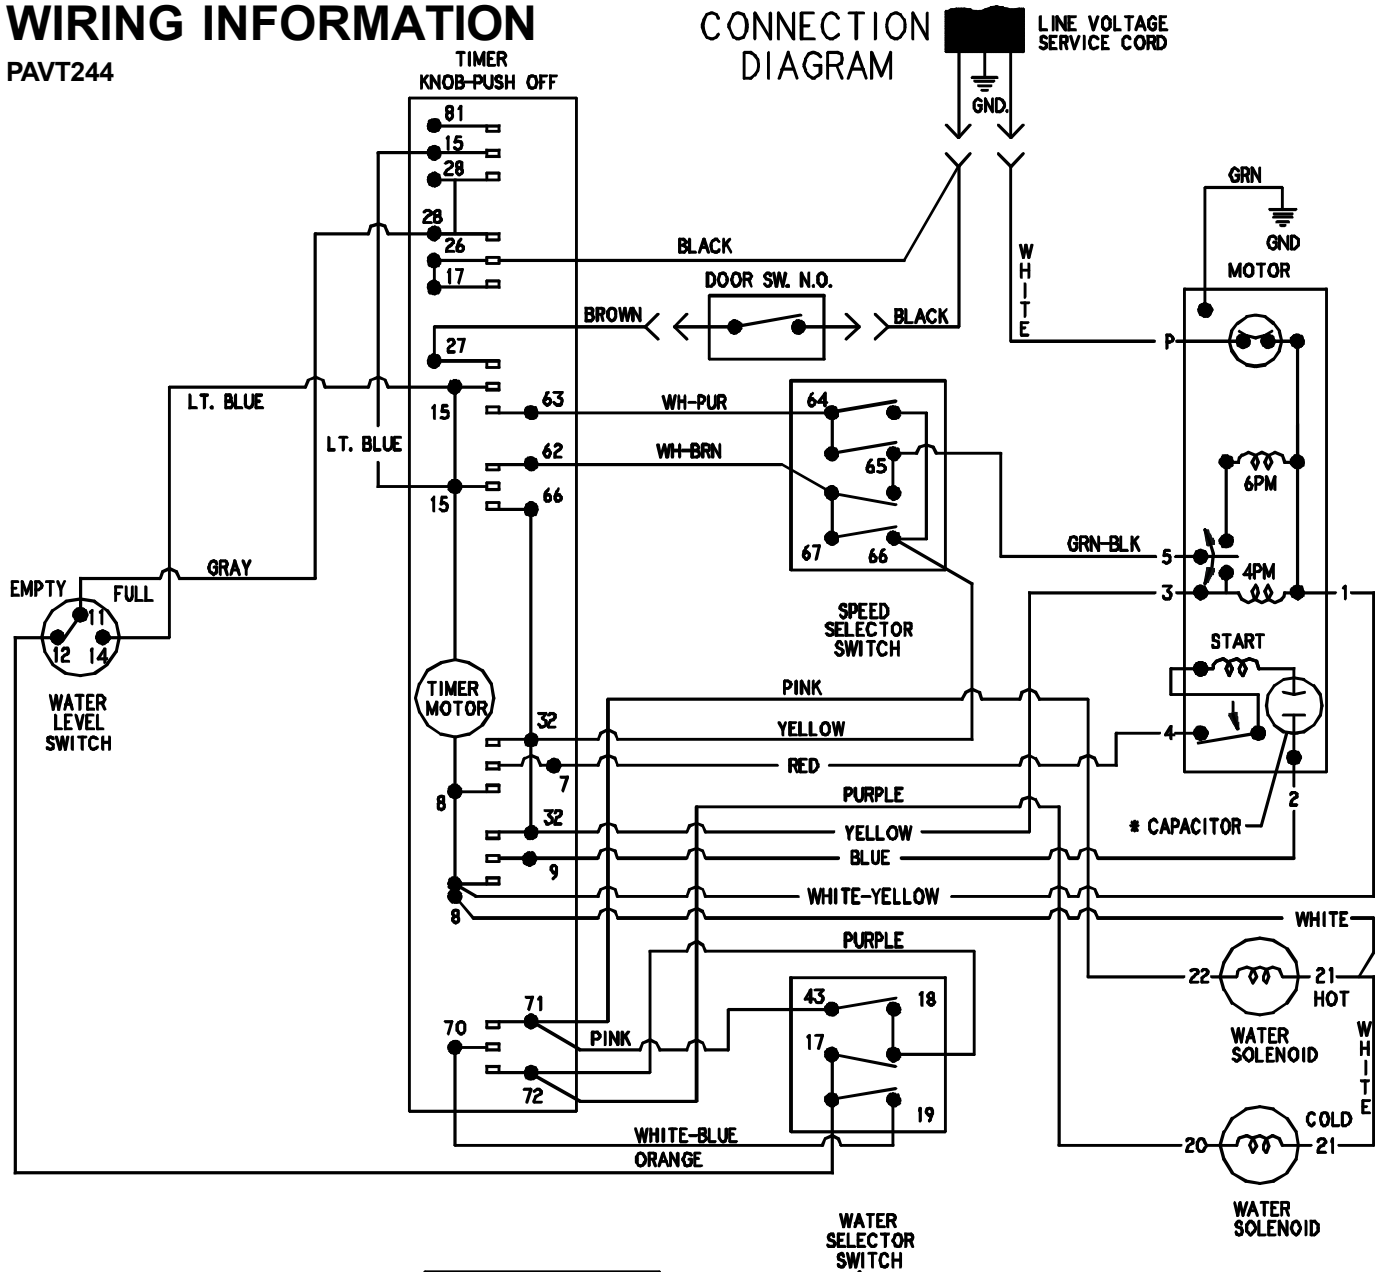 WIRING INFORMATION
PAVT244
CONNECTION
DIAGRAM
LINE VOLTAGE
SERVICE CORD
GND.
TIMER
KNOB-PUSH OFF
81
15
28
28
26
17
BLACK
WHITE
GRN
GND
MOTOR
DOOR SW. N.O.
BROWN
BLACK
27
P
LT. BLUE
15
63
WH-PUR
64
LT. BLUE
62
WH-BRN
65
6PM
15
66
67
66
GRN-BLK
5
GRAY
EMPTY
FULL
11
12
14
4PM
3
1
SPEED
SELECTOR
SWITCH
START
WATER
LEVEL
SWITCH
TIMER
MOTOR
PINK
32
YELLOW
4
RED
7
8
PURPLE
2
32
YELLOW
* CAPACITOR
BLUE
9
WHITE-YELLOW
8
WHITE
PURPLE
22
21
HOT
43
18
71
70
PINK
17
WATER
SOLENOID
WHITE
72
19
COLD
WHITE-BLUE
20
21
ORANGE
WATER
SELECTOR
SWITCH
WATER
SOLENOID